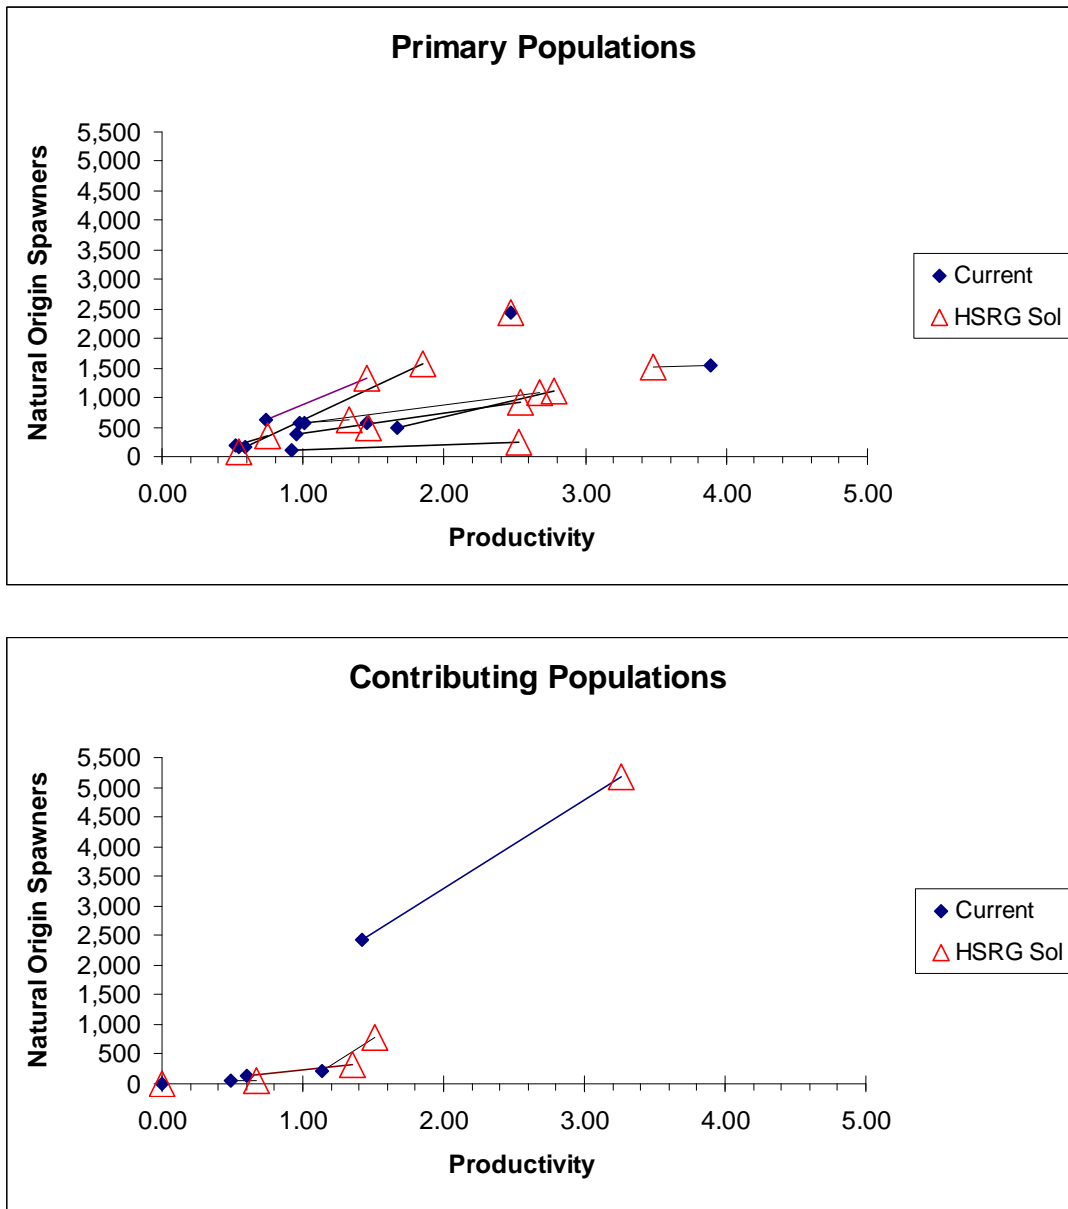 Primary Populations
Natural Origin Spawners
5,500
5,000
4,500
4,000
3,500
3,000
2,500
2,000
1,500
1,000
500
0
0.00 1.00 2.00 3.00 4.00 5.00
Productivity
Current
HSRG Sol
Contributing Populations
Natural Origin Spawners
5,500
5,000
4,500
4,000
3,500
3,000
2,500
2,000
1,500
1,000
500
0
0.00 1.00 2.00 3.00 4.00 5.00
Productivity
Current
HSRG Sol